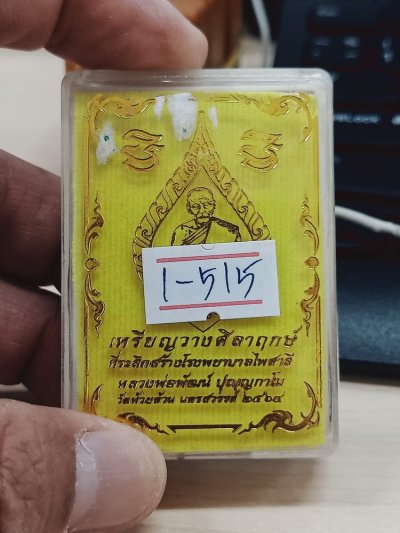 1-515
เหรียญวางศิลาฤกษ์
ที่ระลึกสร้างโรงพยาบาลไพศาลี
หลวงพ่อพัฒน์ ปุญญกาโม
วัดห้วยด้วน นครสวรรค์ ๒๕๖๔